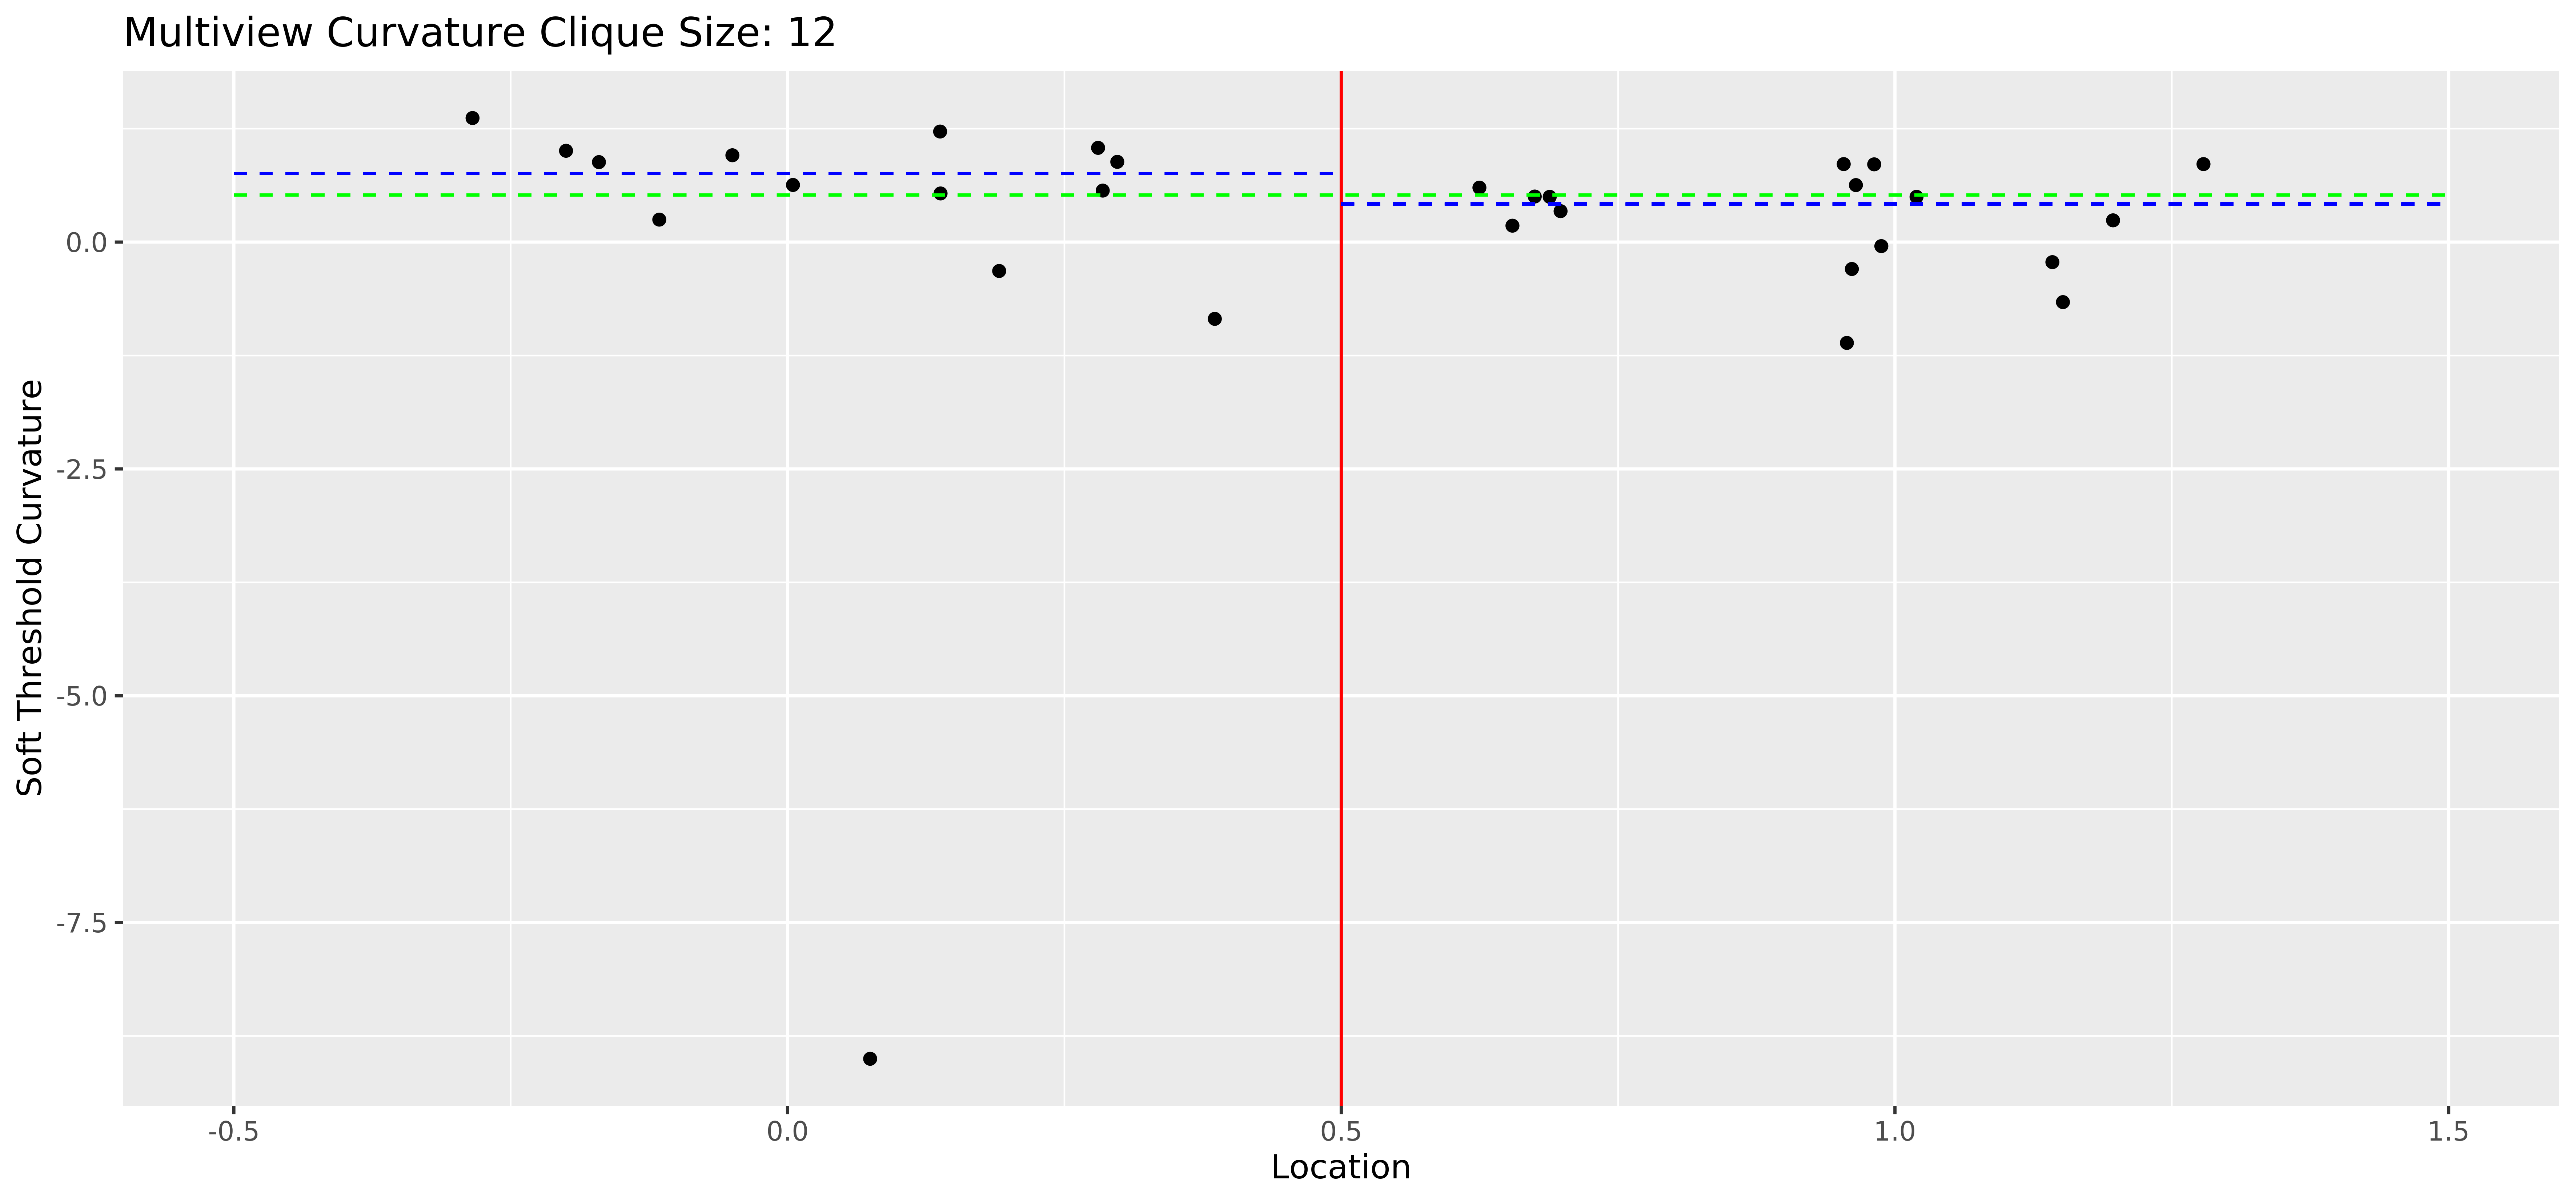 Multiview Curvature Clique Size: 12
Soft Threshold Curvature
0.0
-2.5
-5.0
-7.5
-0.5 0.0 0.5 1.0 1.5
Location